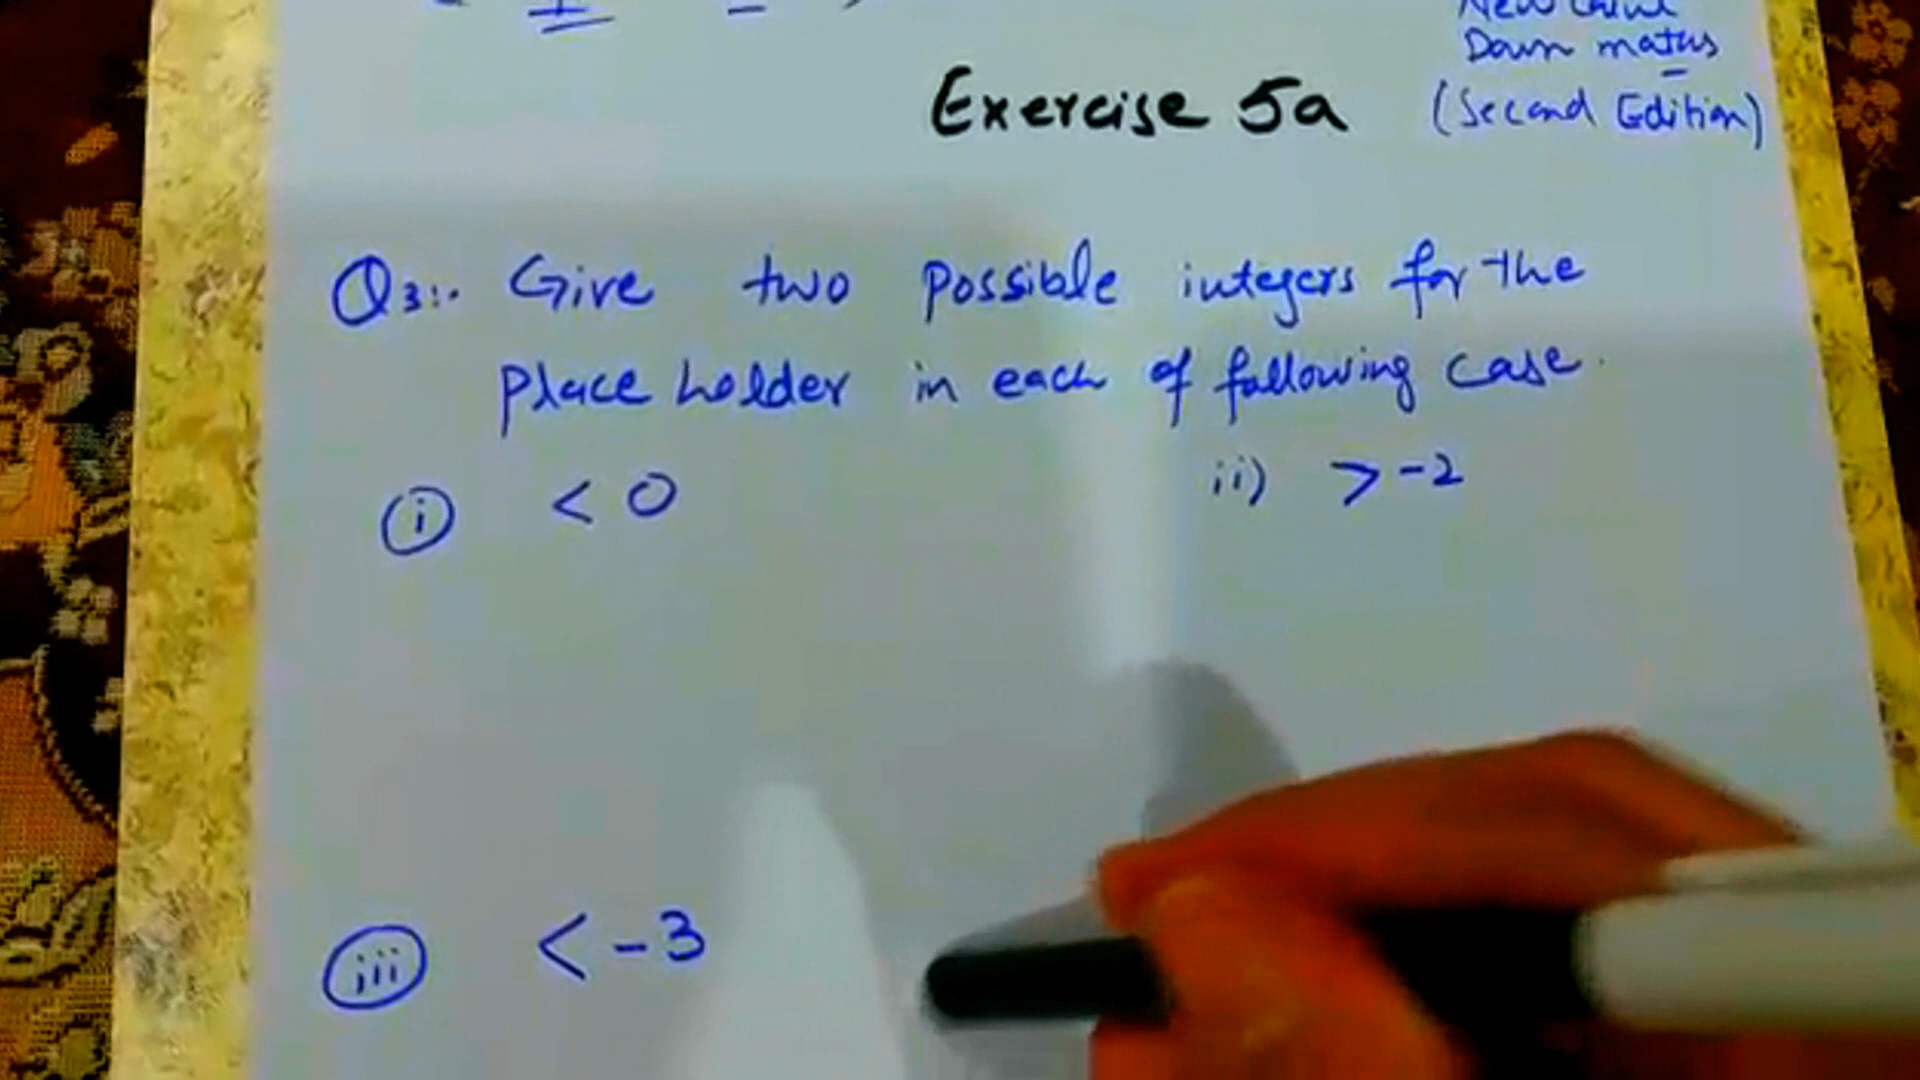 Down maths
Exercise 5a
(Second Edition)
Q3:. Give two possible integers for the
place holder in each of following case.
i < 0
ii) > -2
iii < -3